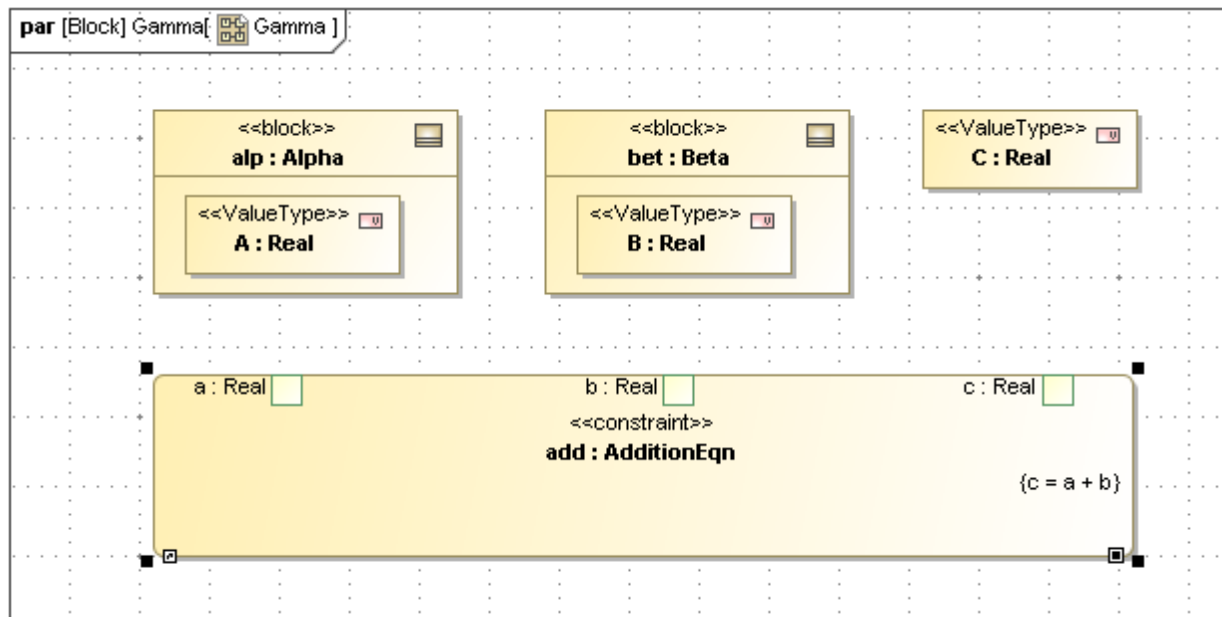 par [Block] Gamma[ Gamma ]
<<block>>
alp : Alpha
<<ValueType>>
A : Real
<<block>>
bet : Beta
<<ValueType>>
B : Real
<<ValueType>>
C : Real
a : Real
b : Real
c : Real
<<constraint>>
add : AdditionEqn
{c = a + b}